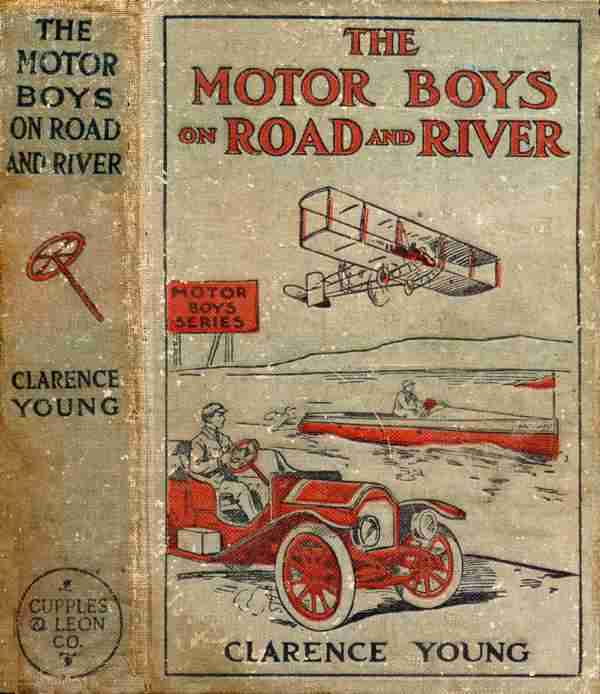 THE
MOTOR
BOYS
ON ROAD
AND RIVER
CLARENCE
YOUNG
CUPPLES
& LEON
CO.
THE
MOTOR BOYS
ON ROAD AND RIVER
MOTOR
BOYS
SERIES
CLARENCE YOUNG